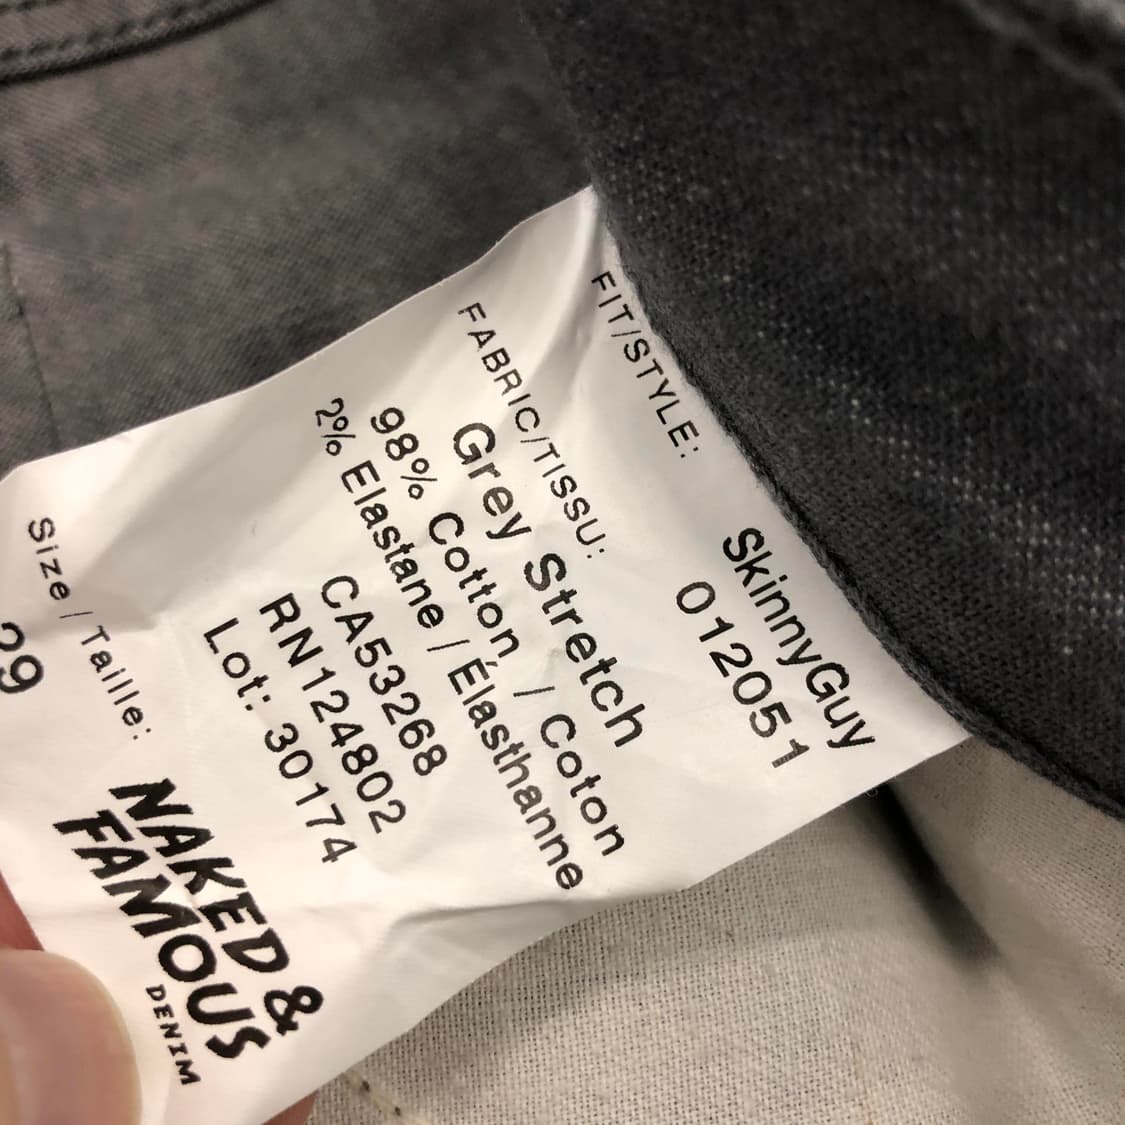 FIT/STYLE:
SkinnyGuy
012051
FABRIC/TISSU:
Grey Stretch
98% Cotton / Coton
2% Elastane / Élasthanne
CA53268
RN124802
Lot: 30174
Size / Taille:
29
NAKED &
FAMOUS
DENIM